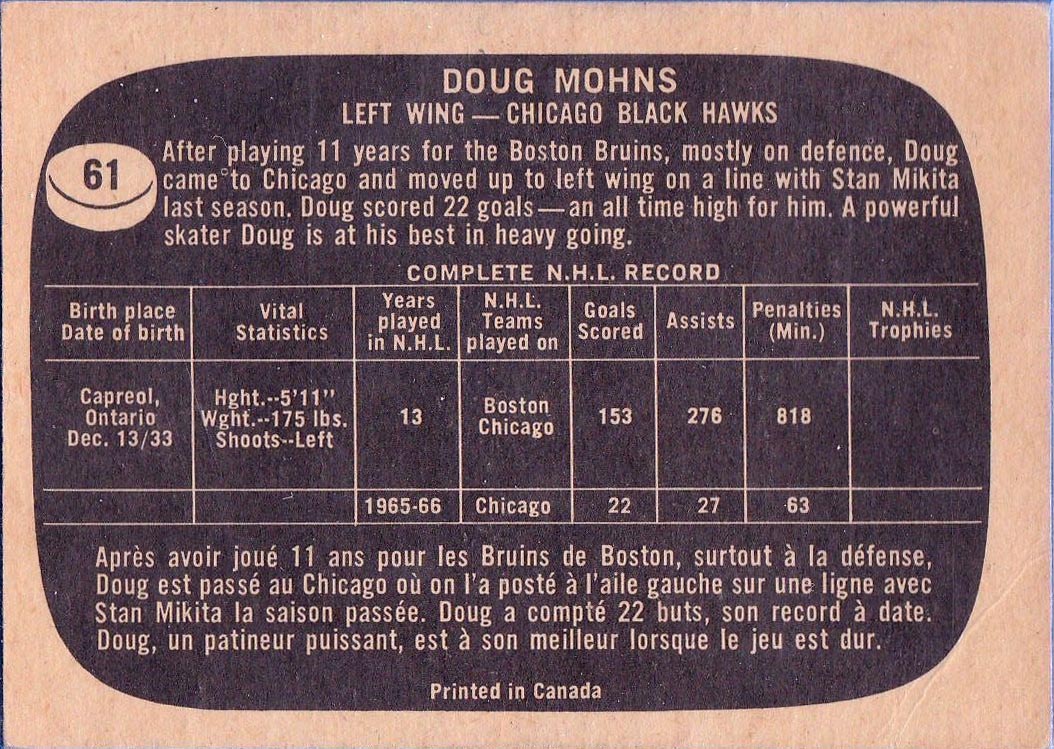 DOUG MOHNS
LEFT WING — CHICAGO BLACK HAWKS
61
After playing 11 years for the Boston Bruins, mostly on defence, Doug
came to Chicago and moved up to left wing on a line with Stan Mikita
last season. Doug scored 22 goals — an all time high for him. A powerful
skater Doug is at his best in heavy going.
COMPLETE N.H.L. RECORD
Birth place
Date of birth
Vital
Statistics
Years
played
in N.H.L.
N.H.L.
Teams
played on
Goals
Scored
Assists
Penalties
(Min.)
N.H.L.
Trophies
Capreol,
Ontario
Dec. 13/33
Hght.--5'11"
Wght.--175 lbs.
Shoots--Left
13
Boston
Chicago
153
276
818
1965-66
Chicago
22
27
63
Après avoir joué 11 ans pour les Bruins de Boston, surtout à la défense,
Doug est passé au Chicago où on l'a posté à l'aile gauche sur une ligne avec
Stan Mikita la saison passée. Doug a compté 22 buts, son record à date.
Doug, un patineur puissant, est à son meilleur lorsque le jeu est dur.
Printed in Canada